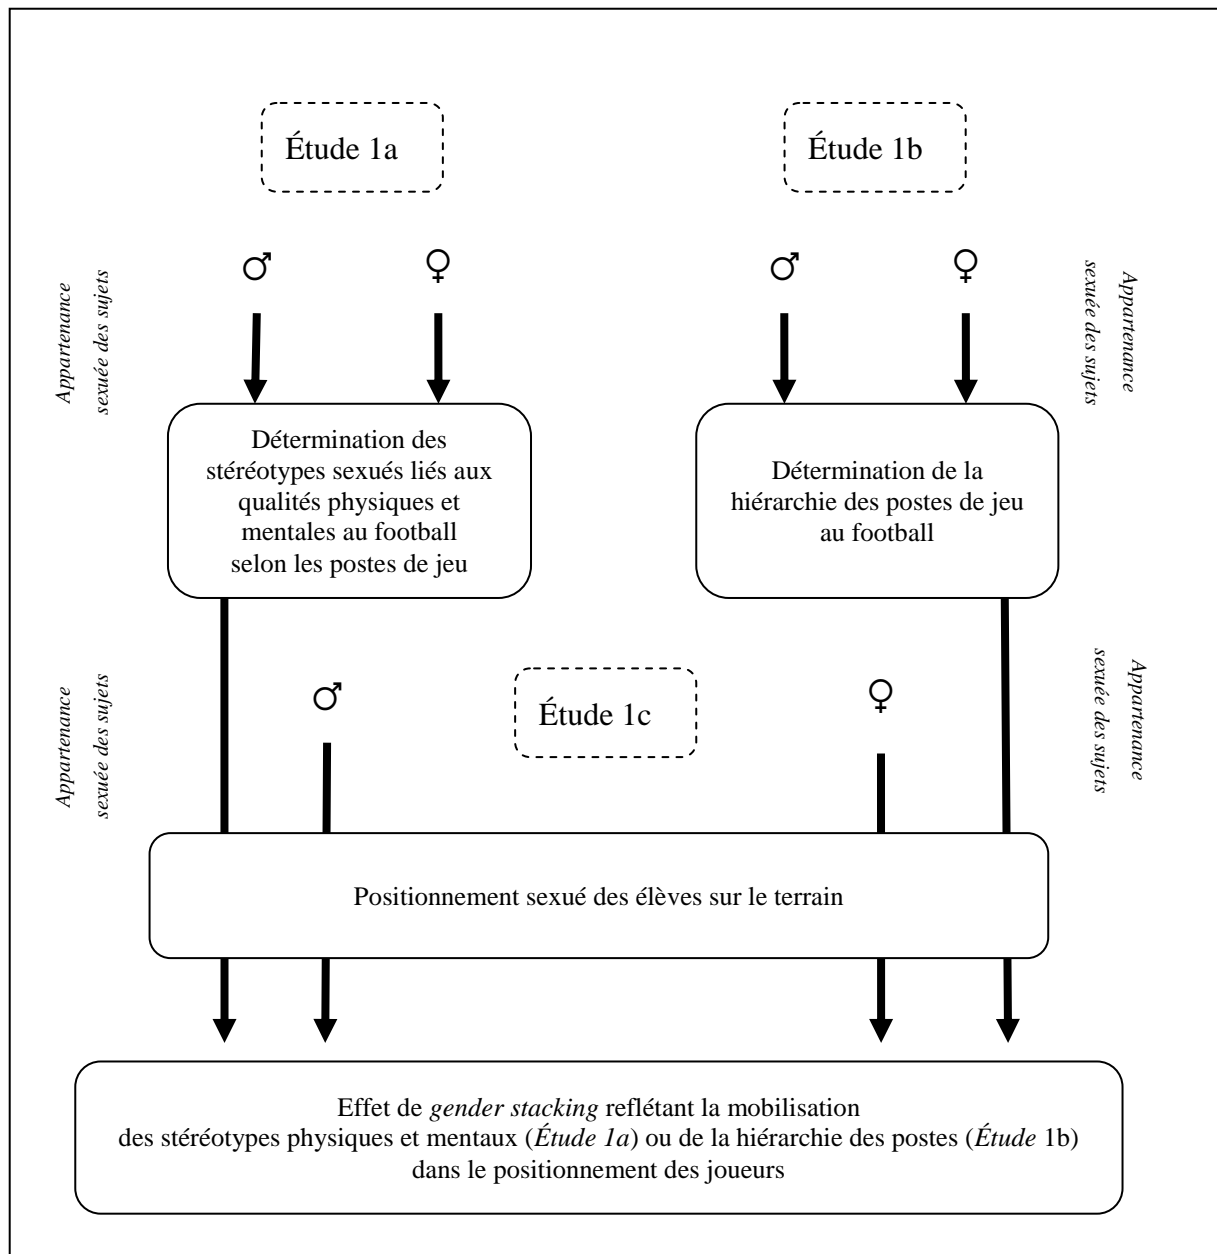 Étude 1a
Étude 1b
♂
♀
♂
♀
Appartenance
sexuée des sujets
Appartenance
sexuée des sujets
Détermination des
stéréotypes sexués liés aux
qualités physiques et
mentales au football
selon les postes de jeu
Détermination de la
hiérarchie des postes de jeu
au football
Appartenance
sexuée des sujets
♂
Étude 1c
♀
Appartenance
sexuée des sujets
Positionnement sexué des élèves sur le terrain
Effet de gender stacking reflétant la mobilisation
des stéréotypes physiques et mentaux (Étude 1a) ou de la hiérarchie des postes (Étude 1b)
dans le positionnement des joueurs